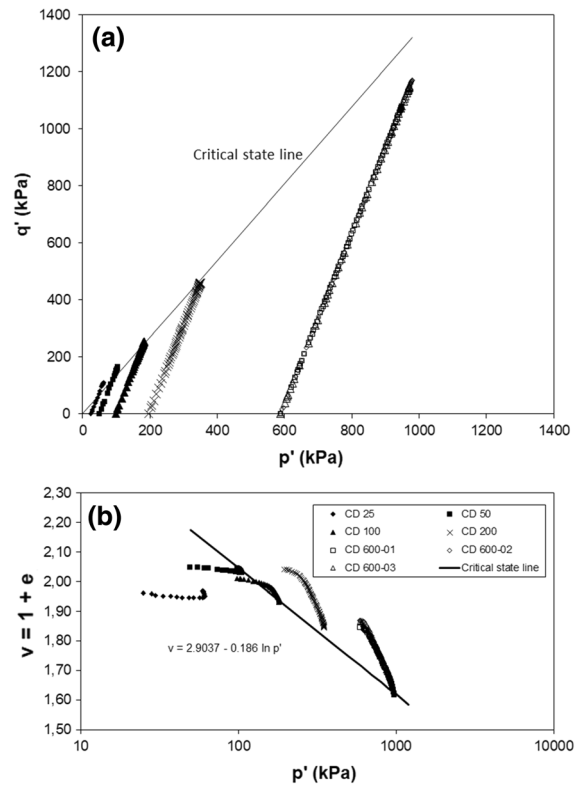 (a)
1400
1200
1000
800
600
400
200
0
q' (kPa)
Critical state line
0 200 400 600 800 1000 1200 1400
p' (kPa)
(b)
2,30
2,20
2,10
2,00
1,90
1,80
1,70
1,60
1,50
v = 1 + e
CD 25 CD 50
CD 100 CD 200
CD 600-01 CD 600-02
CD 600-03 Critical state line
v = 2.9037 - 0.186 ln p'
10 100 1000 10000
p' (kPa)